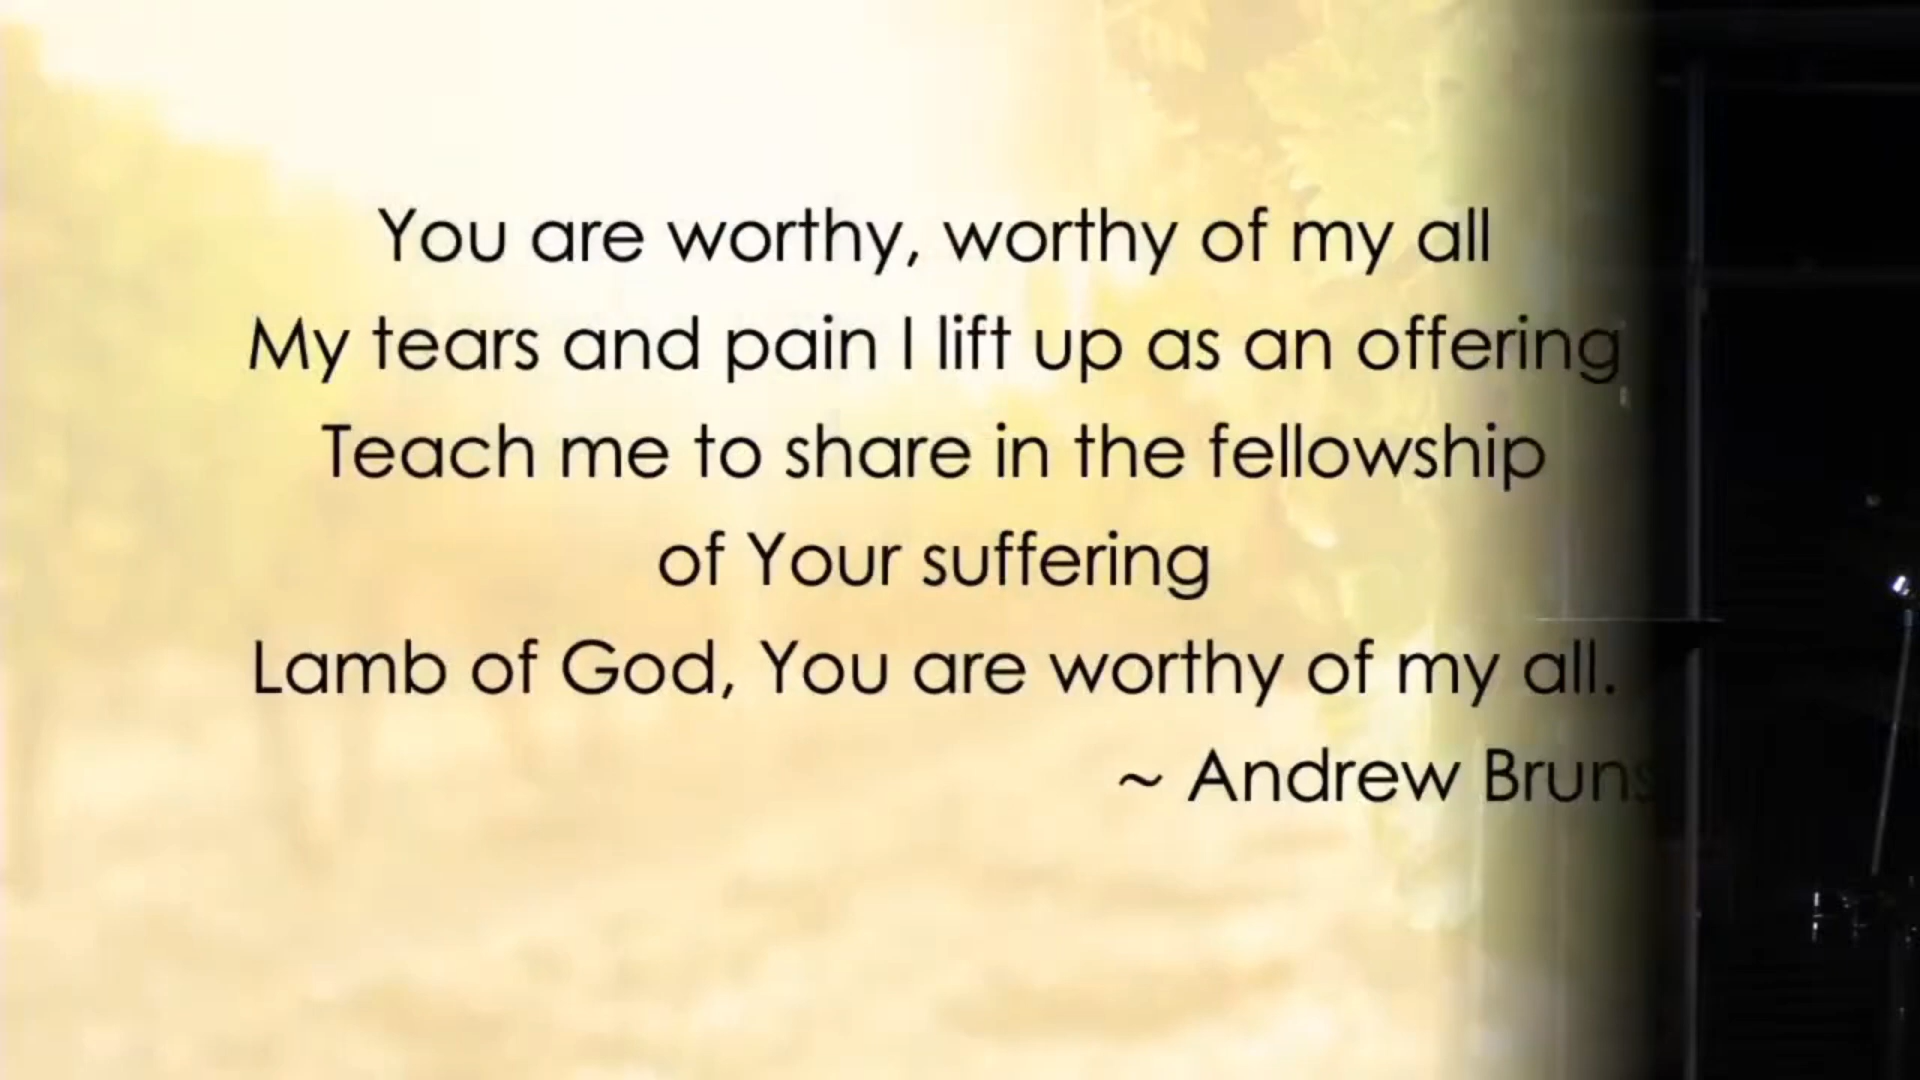 You are worthy, worthy of my all
My tears and pain I lift up as an offering
Teach me to share in the fellowship
of Your suffering
Lamb of God, You are worthy of my all.
~ Andrew Bruns